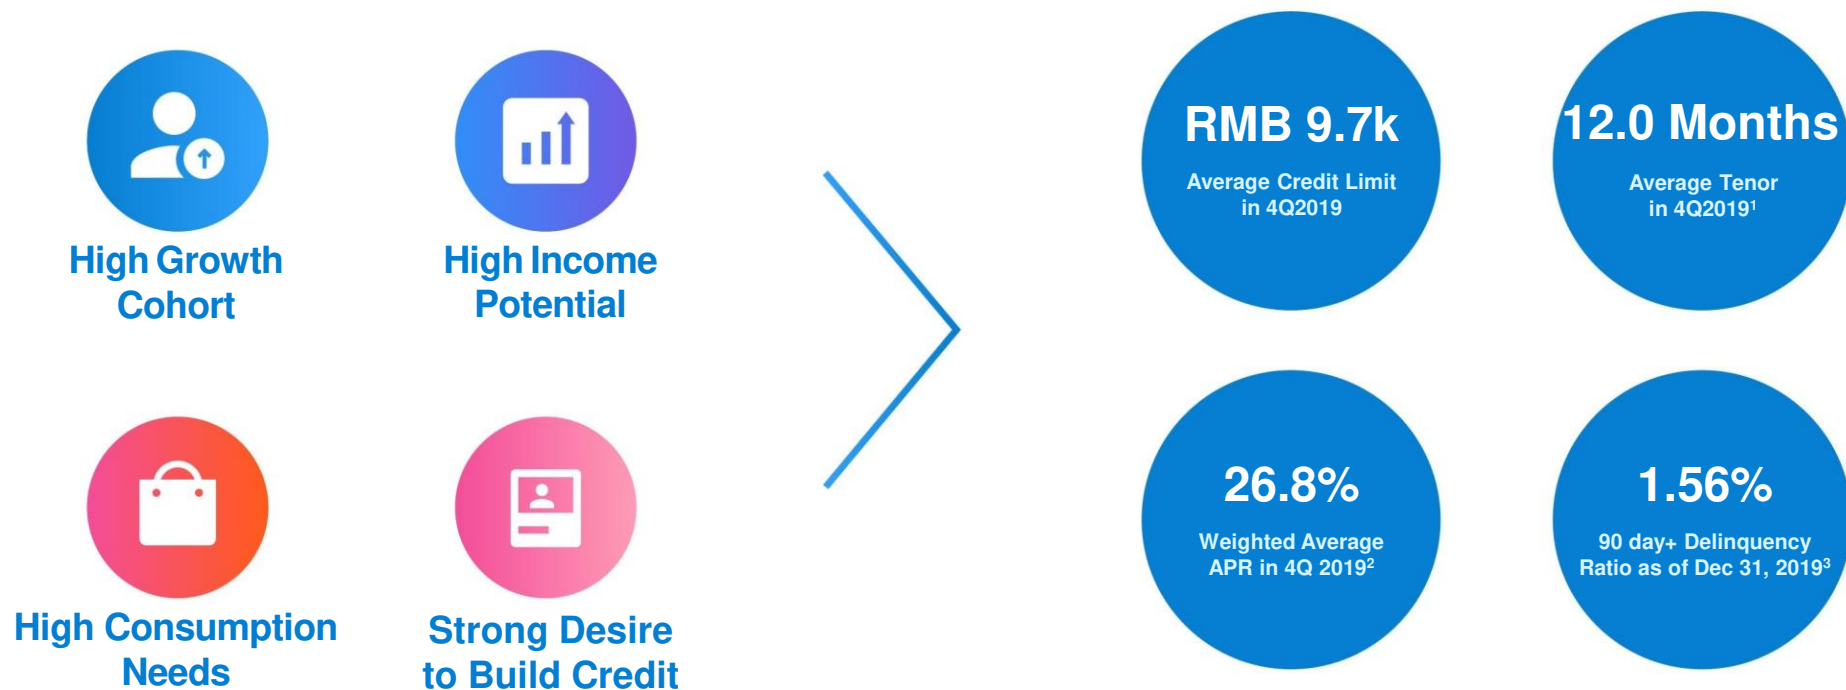 High Growth
Cohort
High Income
Potential
High Consumption
Needs
Strong Desire
to Build Credit
RMB 9.7k
Average Credit Limit
in 4Q2019
12.0 Months
Average Tenor
in 4Q2019¹
26.8%
Weighted Average
APR in 4Q 2019²
1.56%
90 day+ Delinquency
Ratio as of Dec 31, 2019³